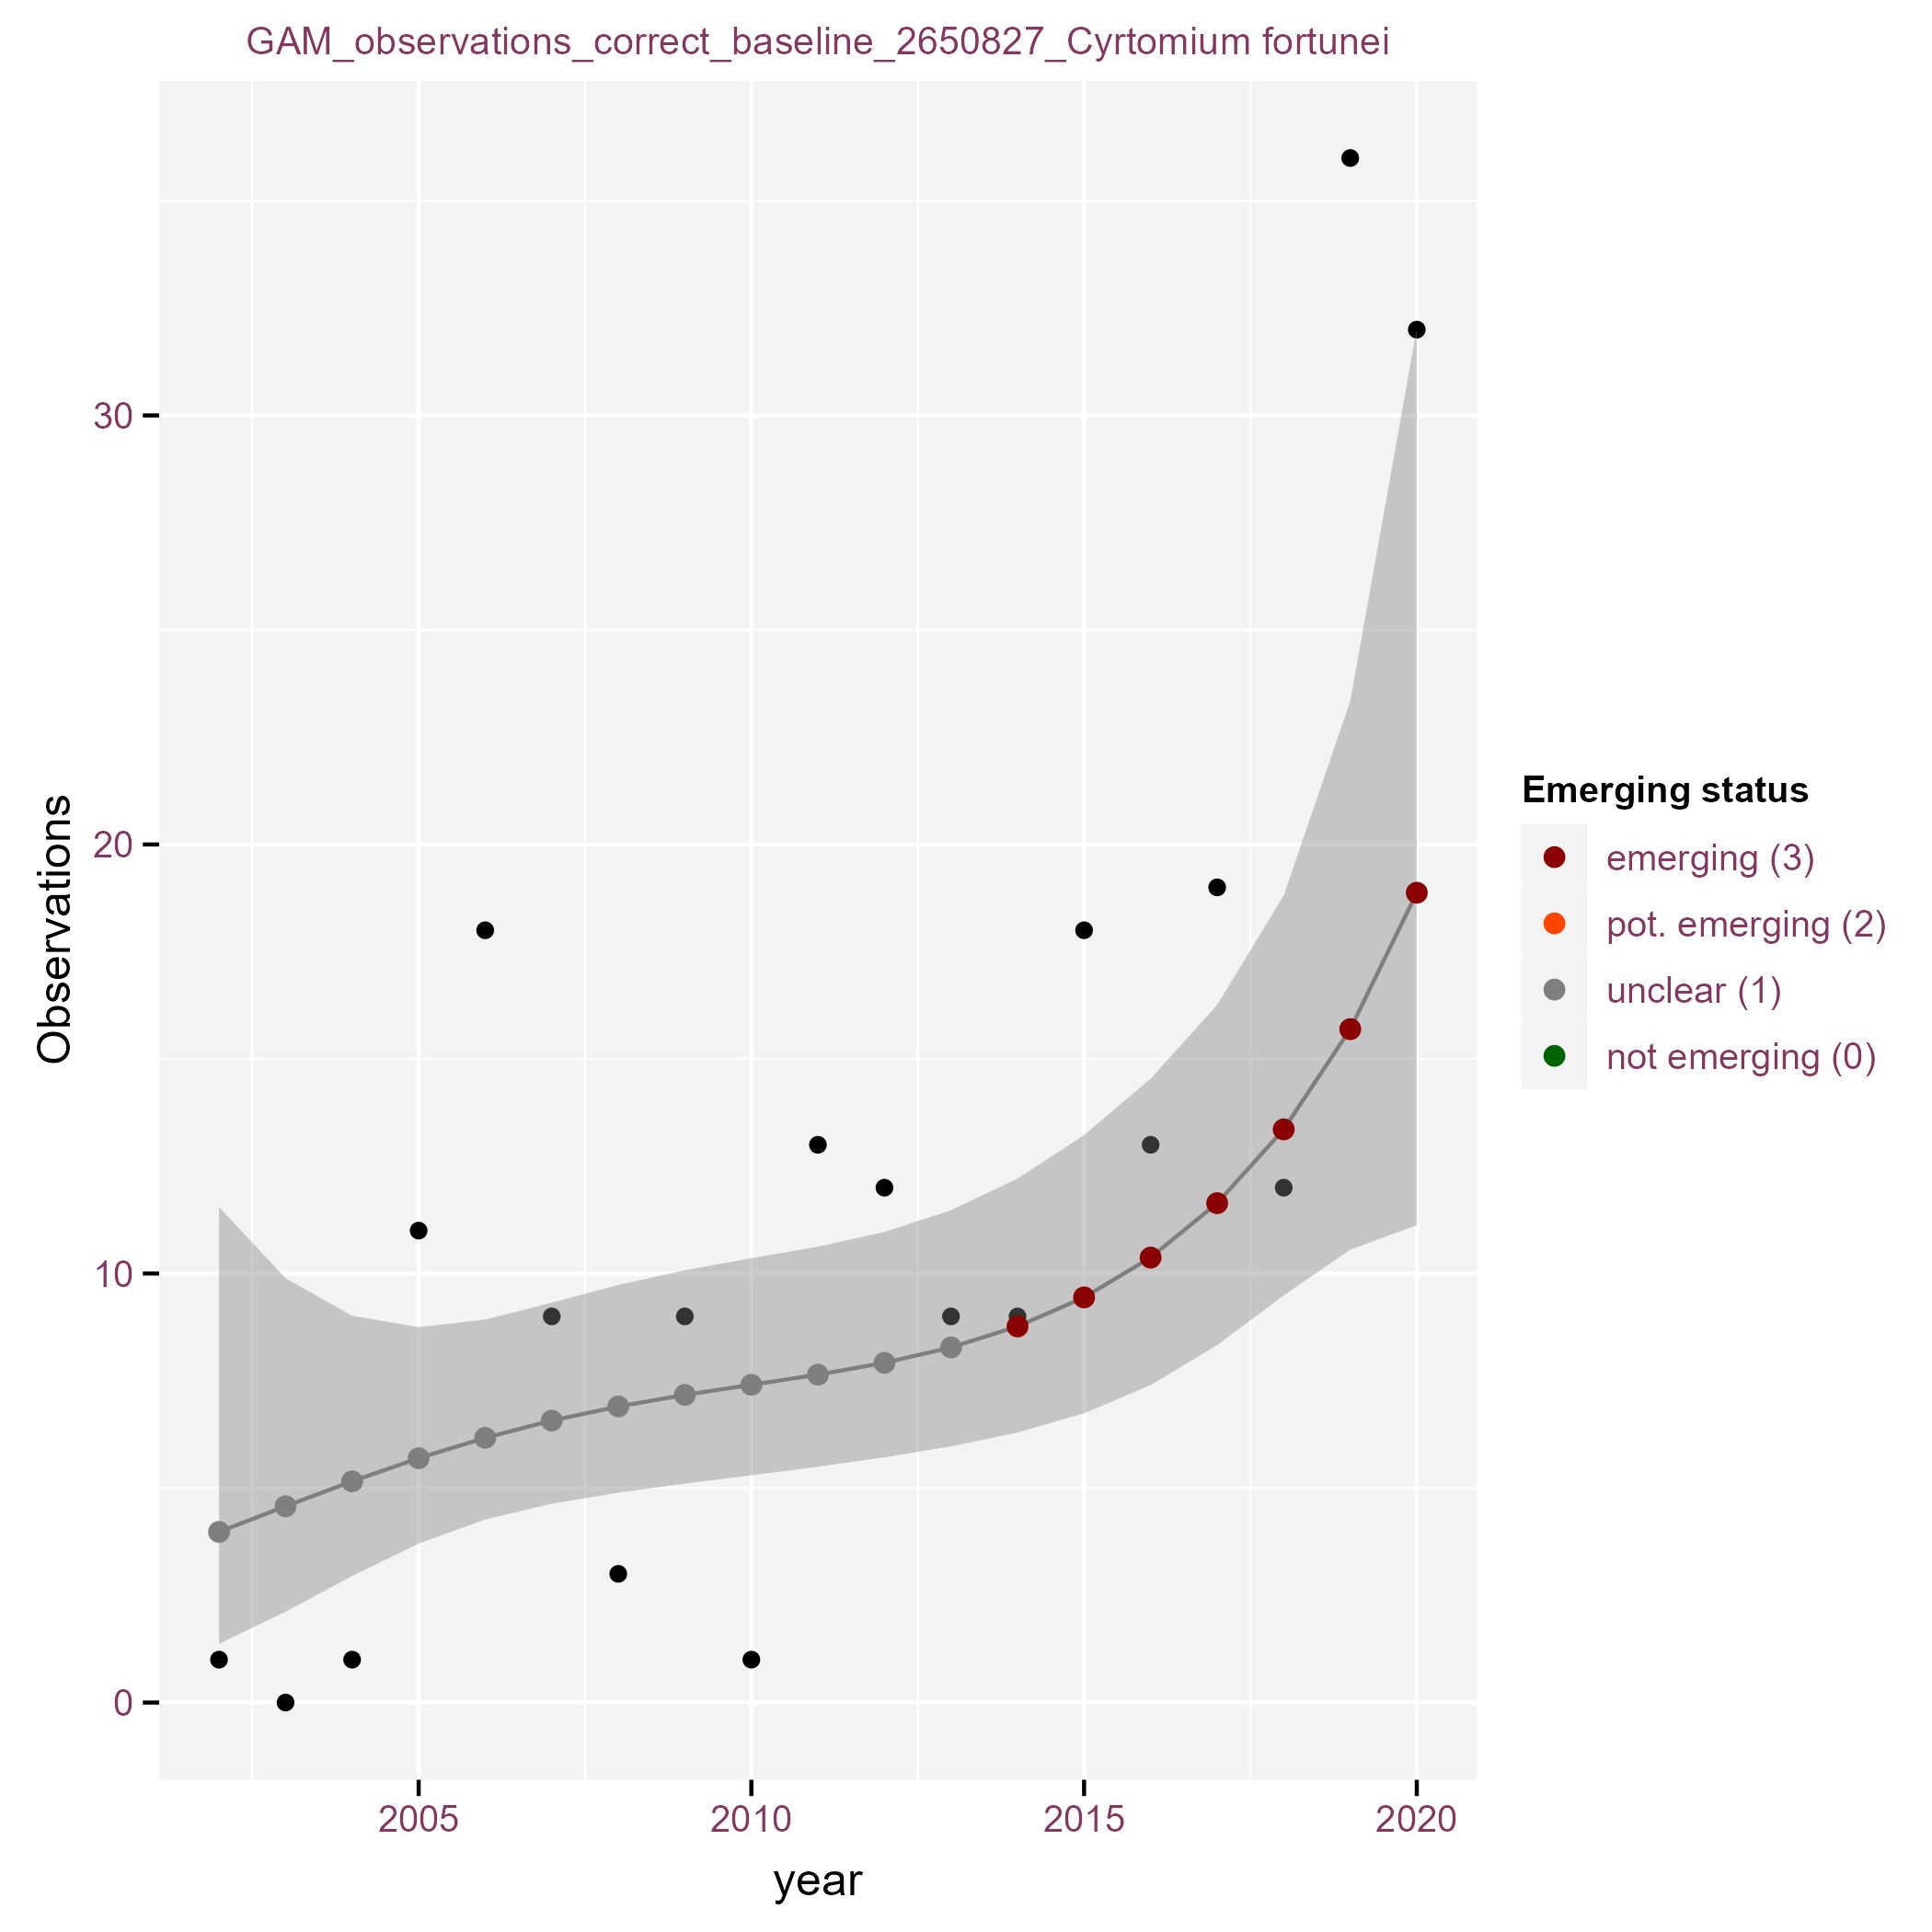 GAM_observations_correct_baseline_2650827_Cyrtomium fortunei
Observations
30
20
10
0
2005
2010
2015
2020
year
Emerging status
emerging (3)
pot. emerging (2)
unclear (1)
not emerging (0)